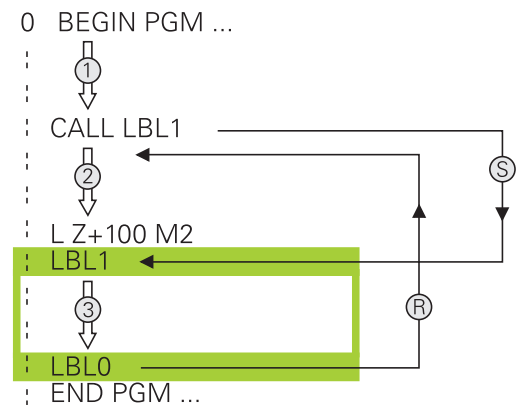 0 BEGIN PGM ...
1
CALL LBL1
S
2
L Z+100 M2
LBL1
3
R
LBL0
END PGM ...